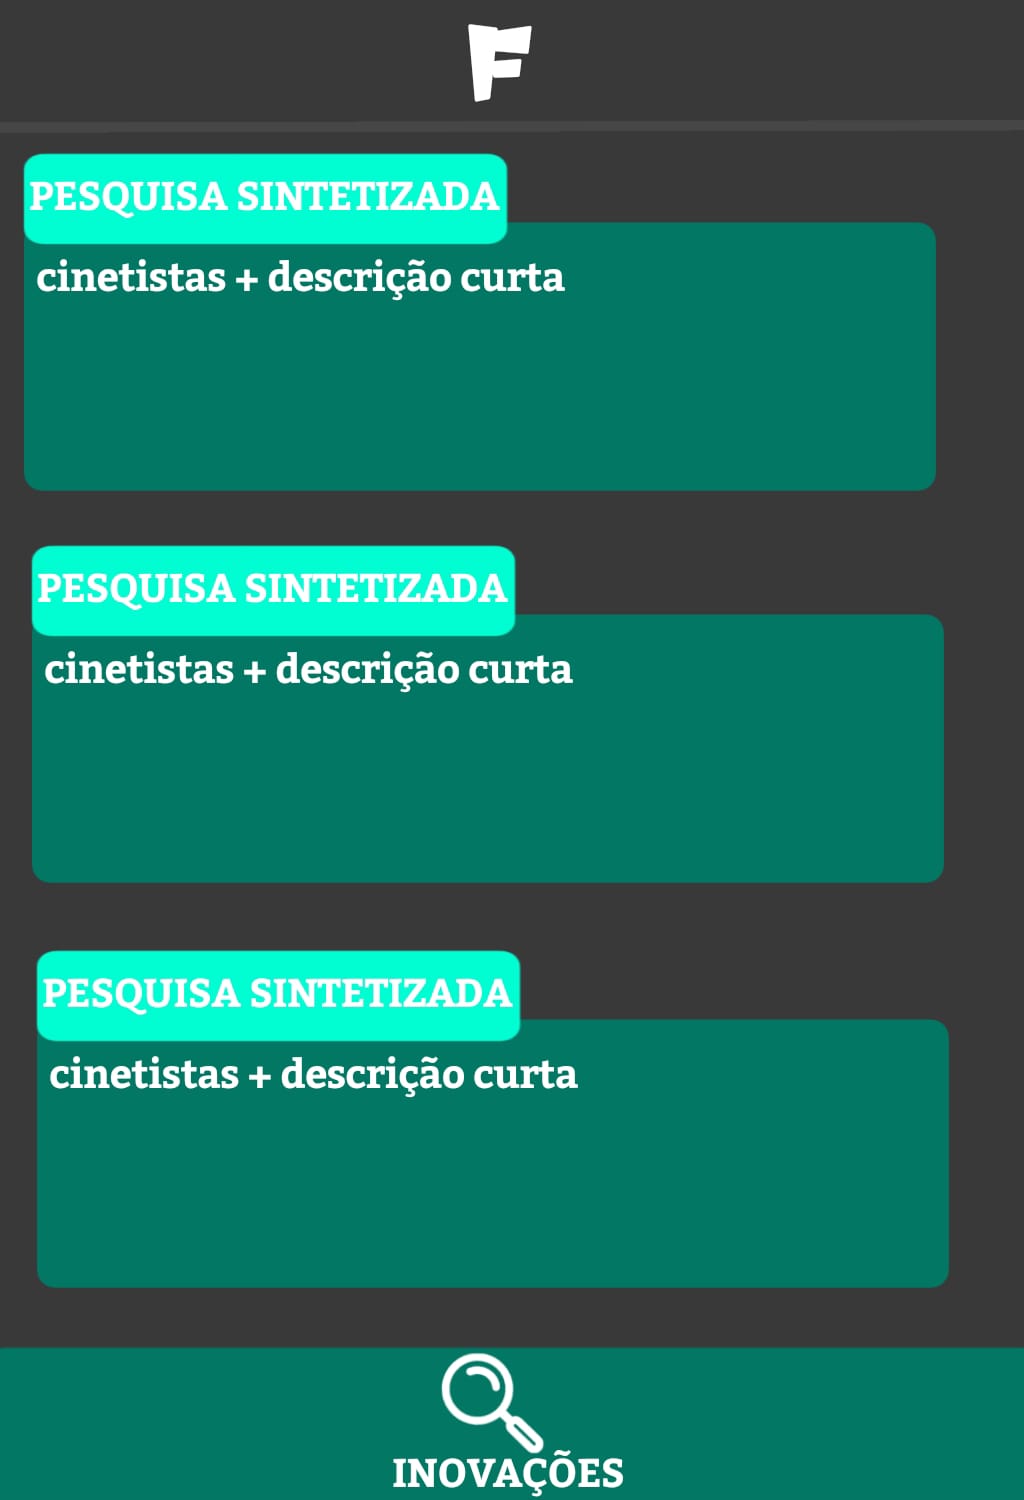 F
PESQUISA SINTETIZADA
cinetistas + descrição curta
PESQUISA SINTETIZADA
cinetistas + descrição curta
PESQUISA SINTETIZADA
cinetistas + descrição curta
INOVAÇÕES